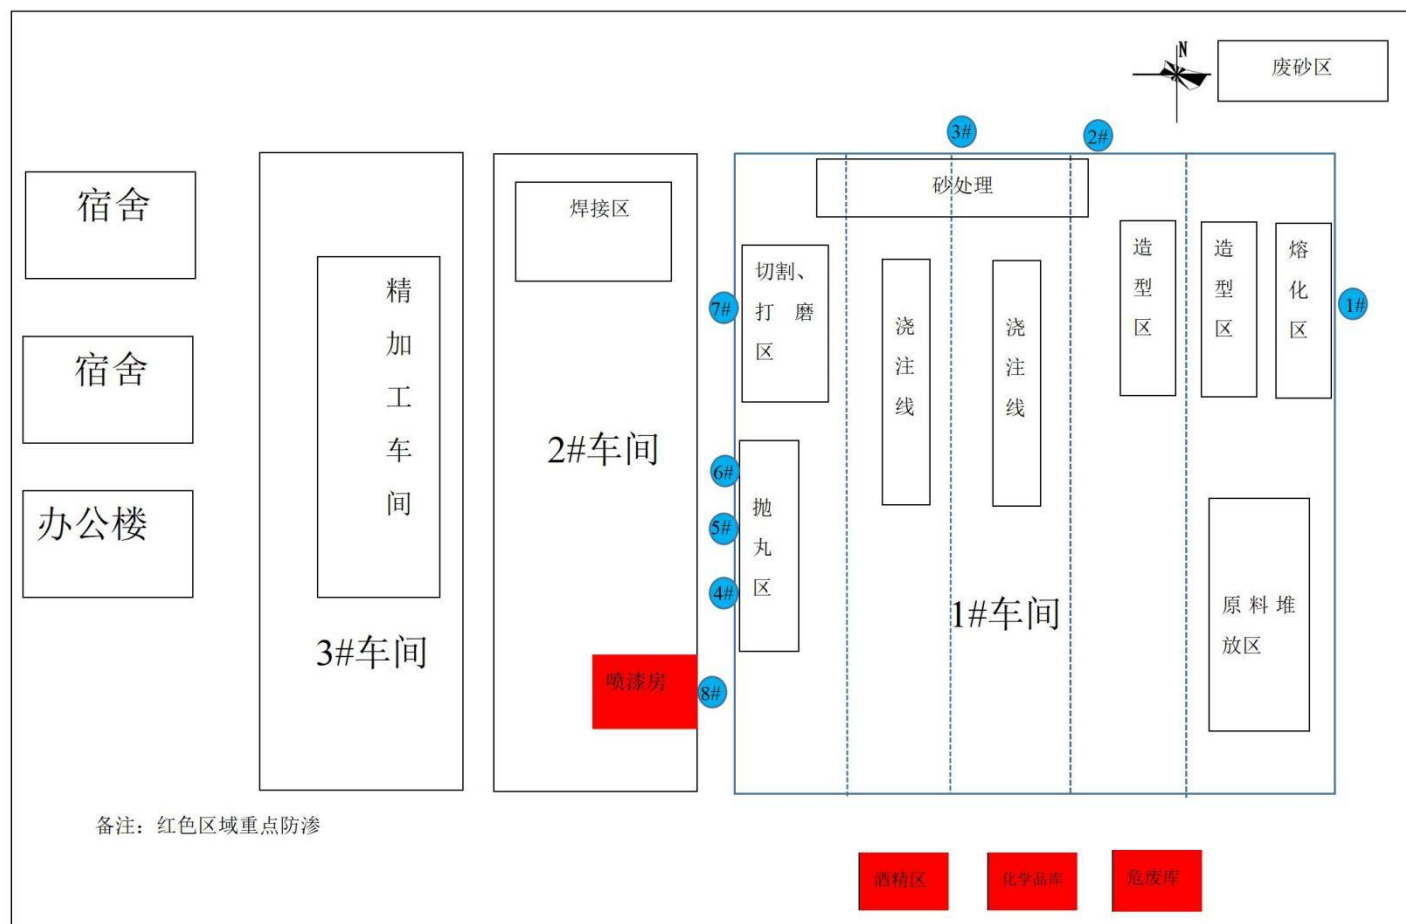 N
废砂区
3#
2#
砂处理
宿舍
焊接区
精加工车间
切割、
打磨
区
7#
浇注线
浇注线
造型区
造型区
熔化区
1#
宿舍
2#车间
6#
5#
4#
抛丸区
办公楼
1#车间
原料堆
放区
3#车间
喷漆房
8#
备注：红色区域重点防渗
酒精区
化学品库
危废库